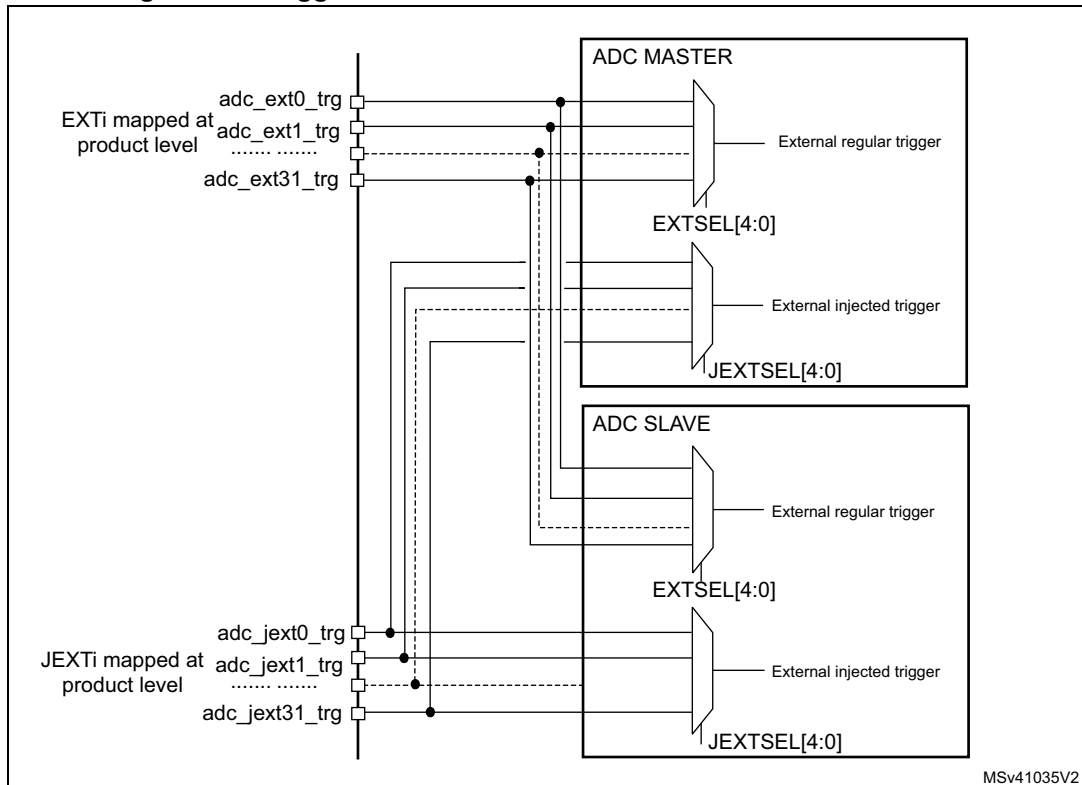 ADC MASTER
adc_ext0_trg
EXTi mapped at
product level
adc_ext1_trg
....... .......
adc_ext31_trg
External regular trigger
EXTSEL[4:0]
External injected trigger
JEXTSEL[4:0]
ADC SLAVE
External regular trigger
EXTSEL[4:0]
adc_jext0_trg
JEXTi mapped at
product level
adc_jext1_trg
....... .......
adc_jext31_trg
External injected trigger
JEXTSEL[4:0]
MSv41035V2